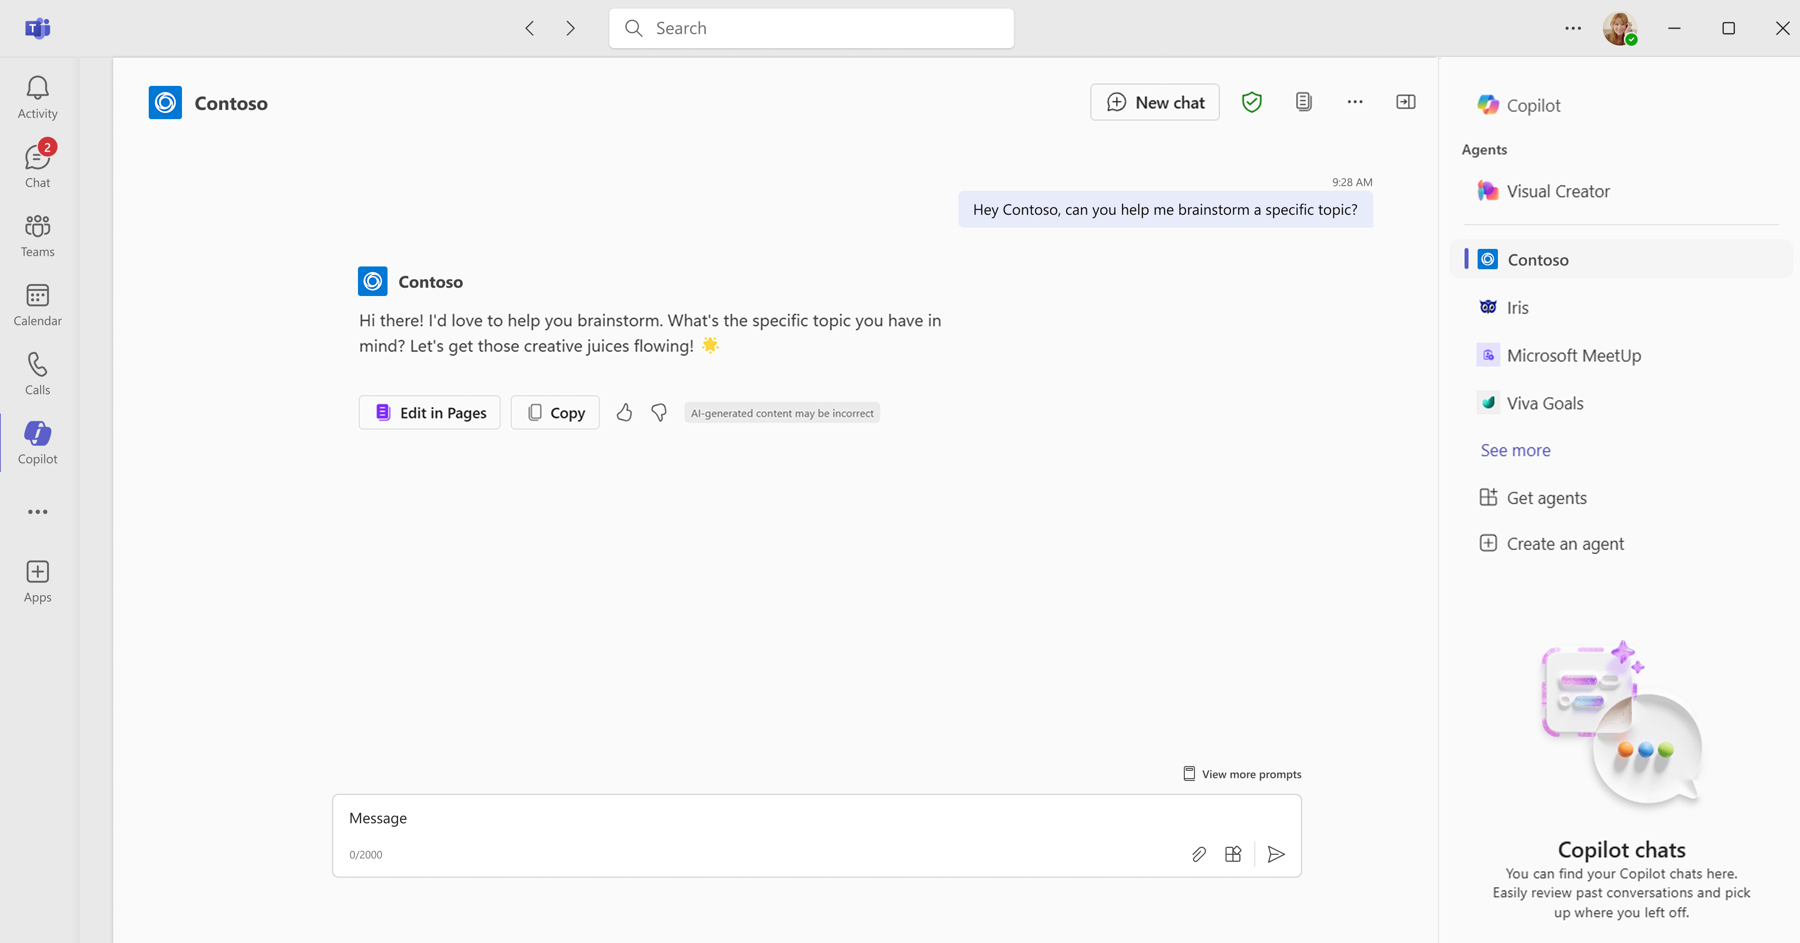 Search
Activity
2
Chat
Teams
Calendar
Calls
Copilot
Apps
Contoso
New chat
9:28 AM
Hey Contoso, can you help me brainstorm a specific topic?
Contoso
Hi there! I'd love to help you brainstorm. What's the specific topic you have in
mind? Let's get those creative juices flowing! 🌟
Edit in Pages
Copy
AI-generated content may be incorrect
View more prompts
Message
0/2000
Copilot
Agents
Visual Creator
Contoso
Iris
Microsoft MeetUp
Viva Goals
See more
Get agents
Create an agent
Copilot chats
You can find your Copilot chats here.
Easily review past conversations and pick
up where you left off.